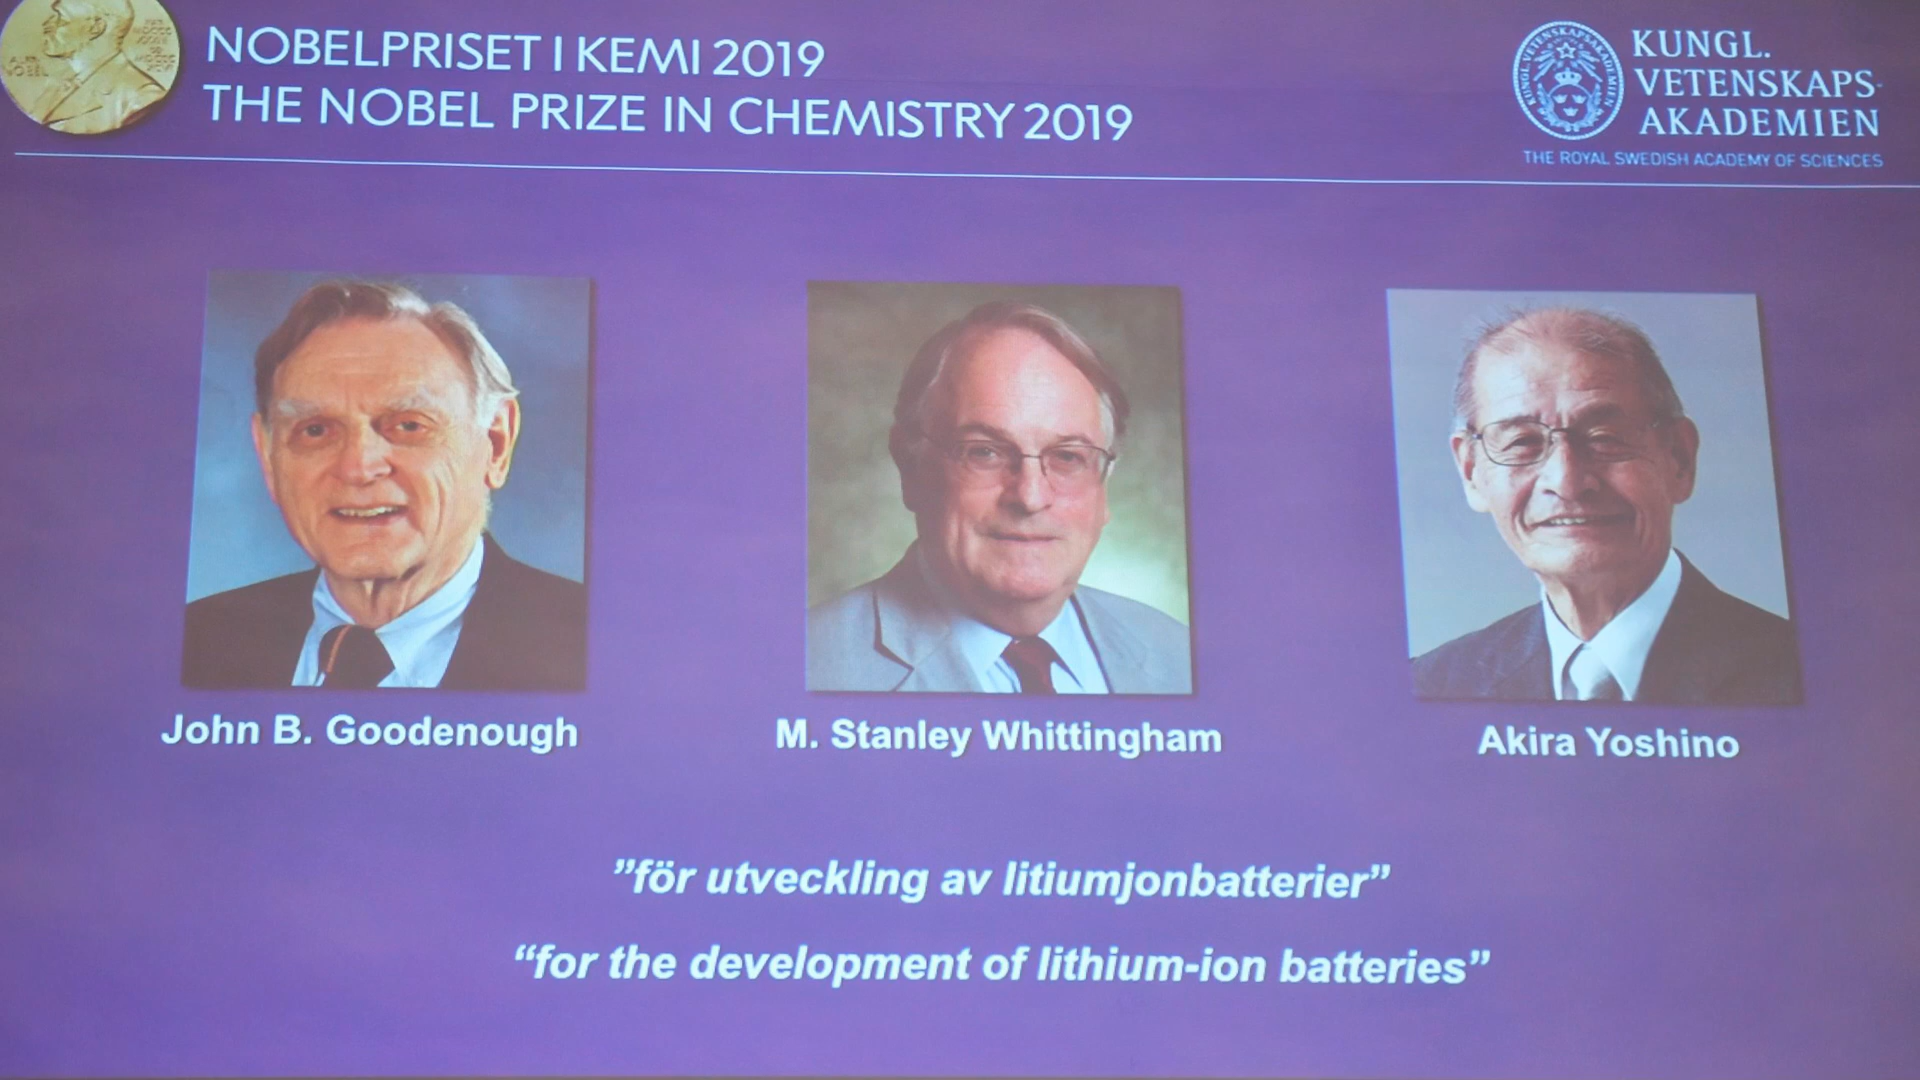 NOBELPRISET I KEMI 2019
THE NOBEL PRIZE IN CHEMISTRY 2019
KUNGL.
VETENSKAPS-
AKADEMIEN
THE ROYAL SWEDISH ACADEMY OF SCIENCES
John B. Goodenough
M. Stanley Whittingham
Akira Yoshino
”för utveckling av litiumjonbatterier”
“for the development of lithium-ion batteries”